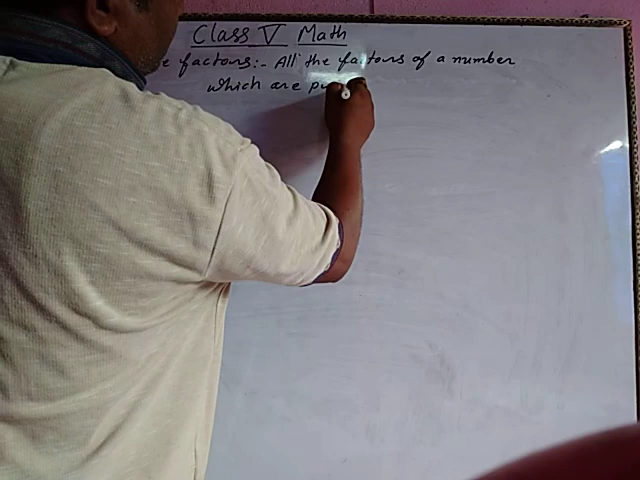 Class V Math
e factors:- All the factors of a number
which are